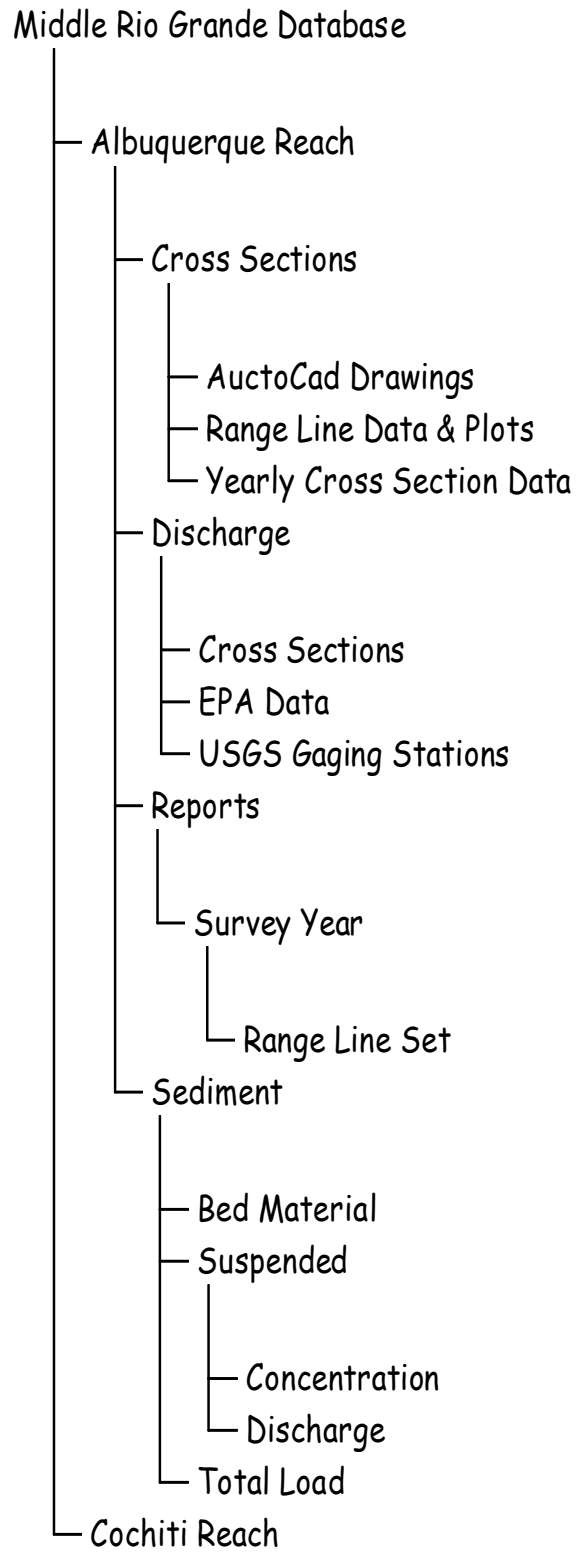 Middle Rio Grande Database
Albuquerque Reach
Cross Sections
AuctoCad Drawings
Range Line Data & Plots
Yearly Cross Section Data
Discharge
Cross Sections
EPA Data
USGS Gaging Stations
Reports
Survey Year
Range Line Set
Sediment
Bed Material
Suspended
Concentration
Discharge
Total Load
Cochiti Reach